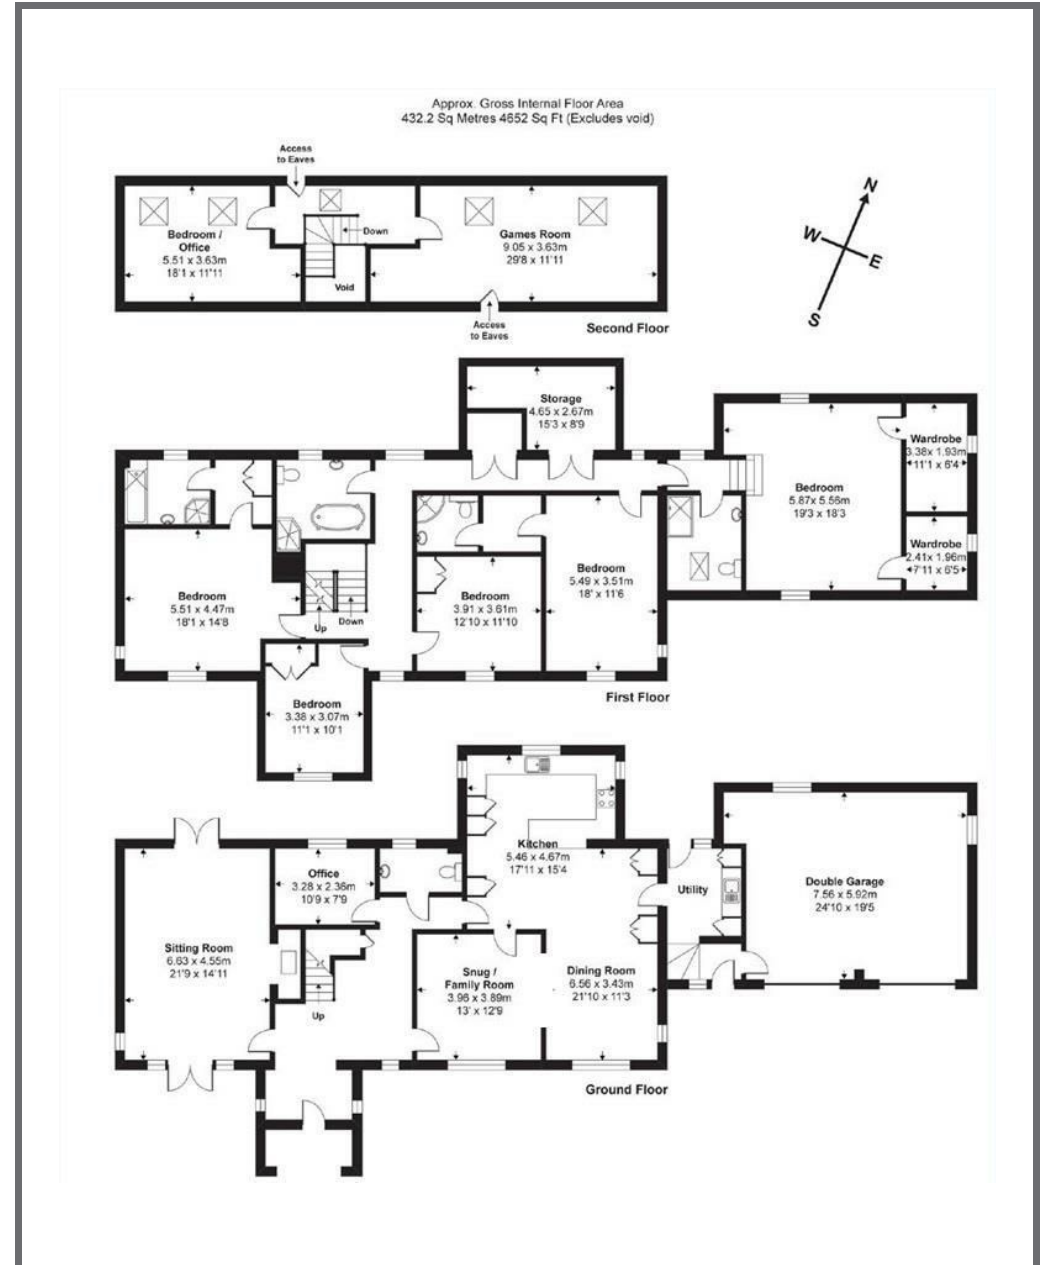 Approx. Gross Internal Floor Area
432.2 Sq Metres 4652 Sq Ft (Excludes void)
Access
to Eaves
N
W
E
S
Bedroom /
Office
5.51 x 3.63m
18'1 x 11'11
Down
Void
Games Room
9.05 x 3.63m
29'8 x 11'11
Access
to Eaves
Second Floor
Storage
4.65 x 2.67m
15'3 x 8'9
Wardrobe
3.38x 1.93m
11'1 x 6'4
Bedroom
5.87x 5.56m
19'3 x 18'3
Wardrobe
2.41x 1.96m
7'11 x 6'5
Bedroom
5.51 x 4.47m
18'1 x 14'8
Up
Down
Bedroom
3.91 x 3.61m
12'10 x 11'10
Bedroom
5.49 x 3.51m
18' x 11'6
Bedroom
3.38 x 3.07m
11'1 x 10'1
First Floor
Kitchen
5.46 x 4.67m
17'11 x 15'4
Office
3.28 x 2.36m
10'9 x 7'9
Utility
Double Garage
7.56 x 5.92m
24'10 x 19'5
Sitting Room
6.63 x 4.55m
21'9 x 14'11
Up
Snug /
Family Room
3.96 x 3.89m
13' x 12'9
Dining Room
6.56 x 3.43m
21'10 x 11'3
Ground Floor